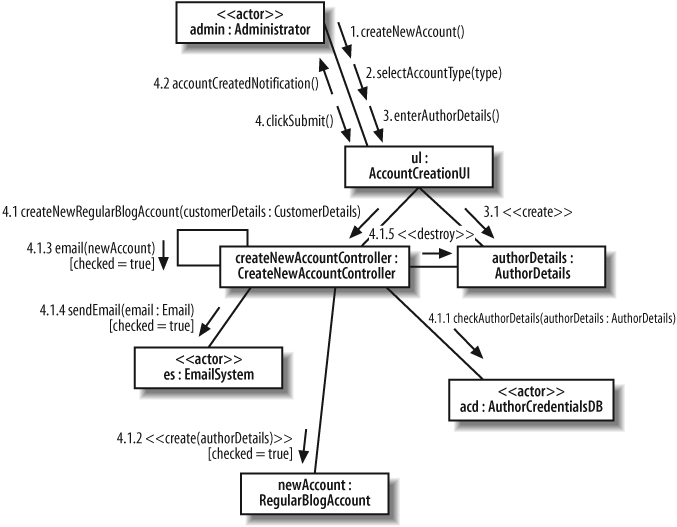 <<actor>>
admin : Administrator
1. createNewAccount()
2. selectAccountType(type)
4.2 accountCreatedNotification()
3. enterAuthorDetails()
4. clickSubmit()
ul :
AccountCreationUI
4.1 createNewRegularBlogAccount(customerDetails : CustomerDetails)
3.1 <<create>>
4.1.5 <<destroy>>
4.1.3 email(newAccount)
[checked = true]
createNewAccountController :
CreateNewAccountController
authorDetails :
AuthorDetails
4.1.4 sendEmail(email : Email)
[checked = true]
4.1.1 checkAuthorDetails(authorDetails : AuthorDetails)
<<actor>>
es : EmailSystem
<<actor>>
acd : AuthorCredentialsDB
4.1.2 <<create(authorDetails)>>
[checked = true]
newAccount :
RegularBlogAccount